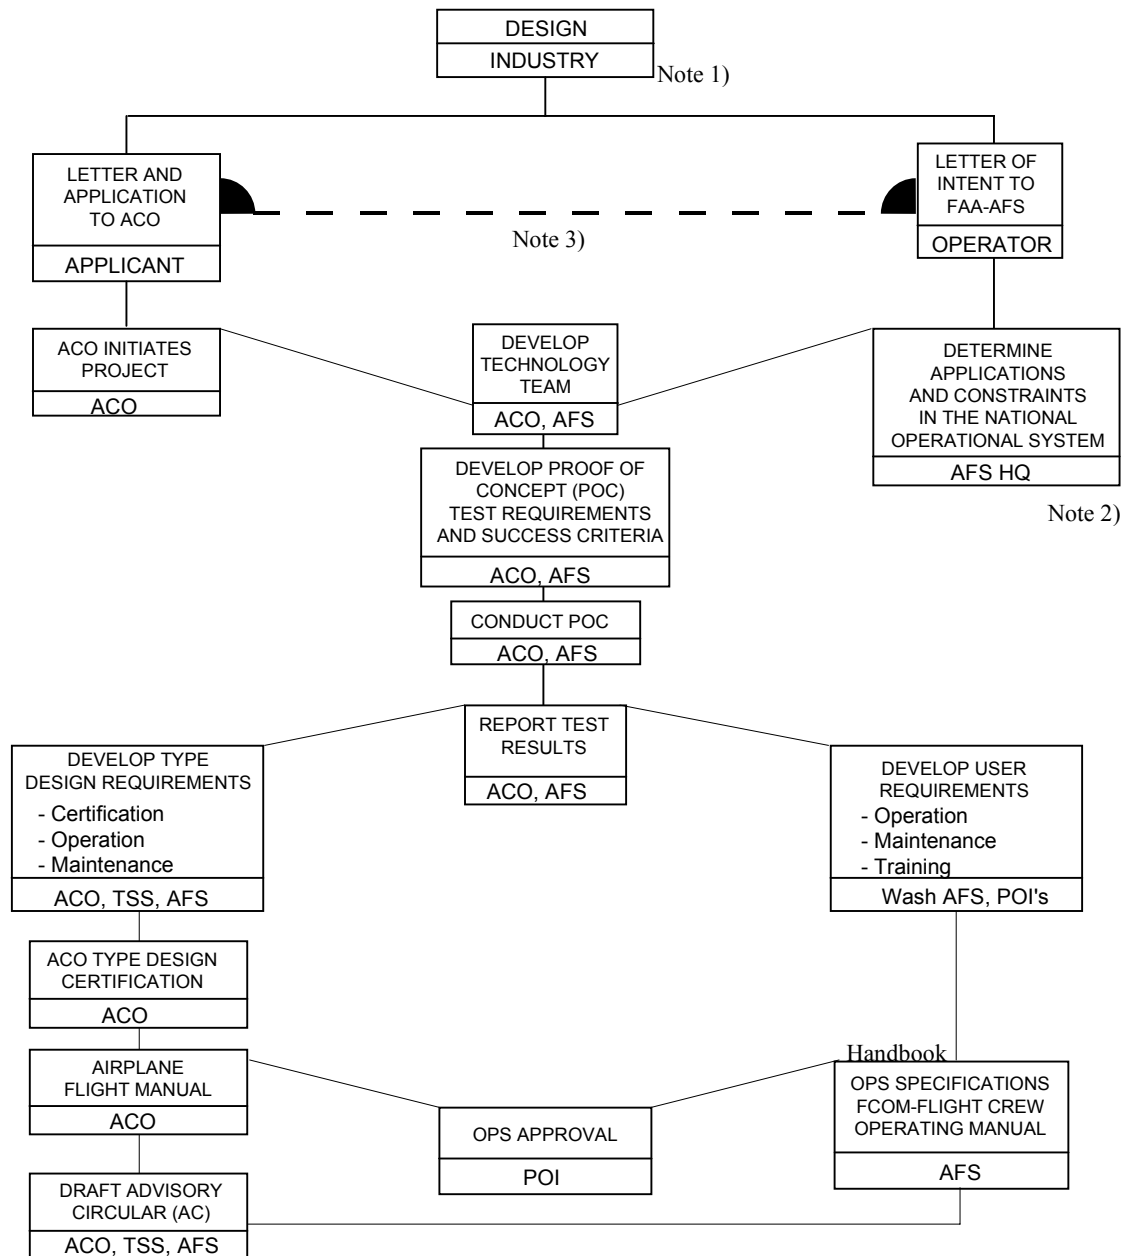 DESIGN
INDUSTRY
Note 1)
LETTER AND
APPLICATION
TO ACO
APPLICANT
LETTER OF
INTENT TO
FAA-AFS
OPERATOR
Note 3)
ACO INITIATES
PROJECT
ACO
DEVELOP
TECHNOLOGY
TEAM
ACO, AFS
DETERMINE
APPLICATIONS
AND CONSTRAINTS
IN THE NATIONAL
OPERATIONAL SYSTEM
AFS HQ
Note 2)
DEVELOP PROOF OF
CONCEPT (POC)
TEST REQUIREMENTS
AND SUCCESS CRITERIA
ACO, AFS
CONDUCT POC
ACO, AFS
REPORT TEST
RESULTS
ACO, AFS
DEVELOP TYPE
DESIGN REQUIREMENTS
- Certification
- Operation
- Maintenance
ACO, TSS, AFS
DEVELOP USER
REQUIREMENTS
- Operation
- Maintenance
- Training
Wash AFS, POI's
ACO TYPE DESIGN
CERTIFICATION
ACO
AIRPLANE
FLIGHT MANUAL
ACO
Handbook
OPS SPECIFICATIONS
FCOM-FLIGHT CREW
OPERATING MANUAL
AFS
OPS APPROVAL
POI
DRAFT ADVISORY
CIRCULAR (AC)
ACO, TSS, AFS